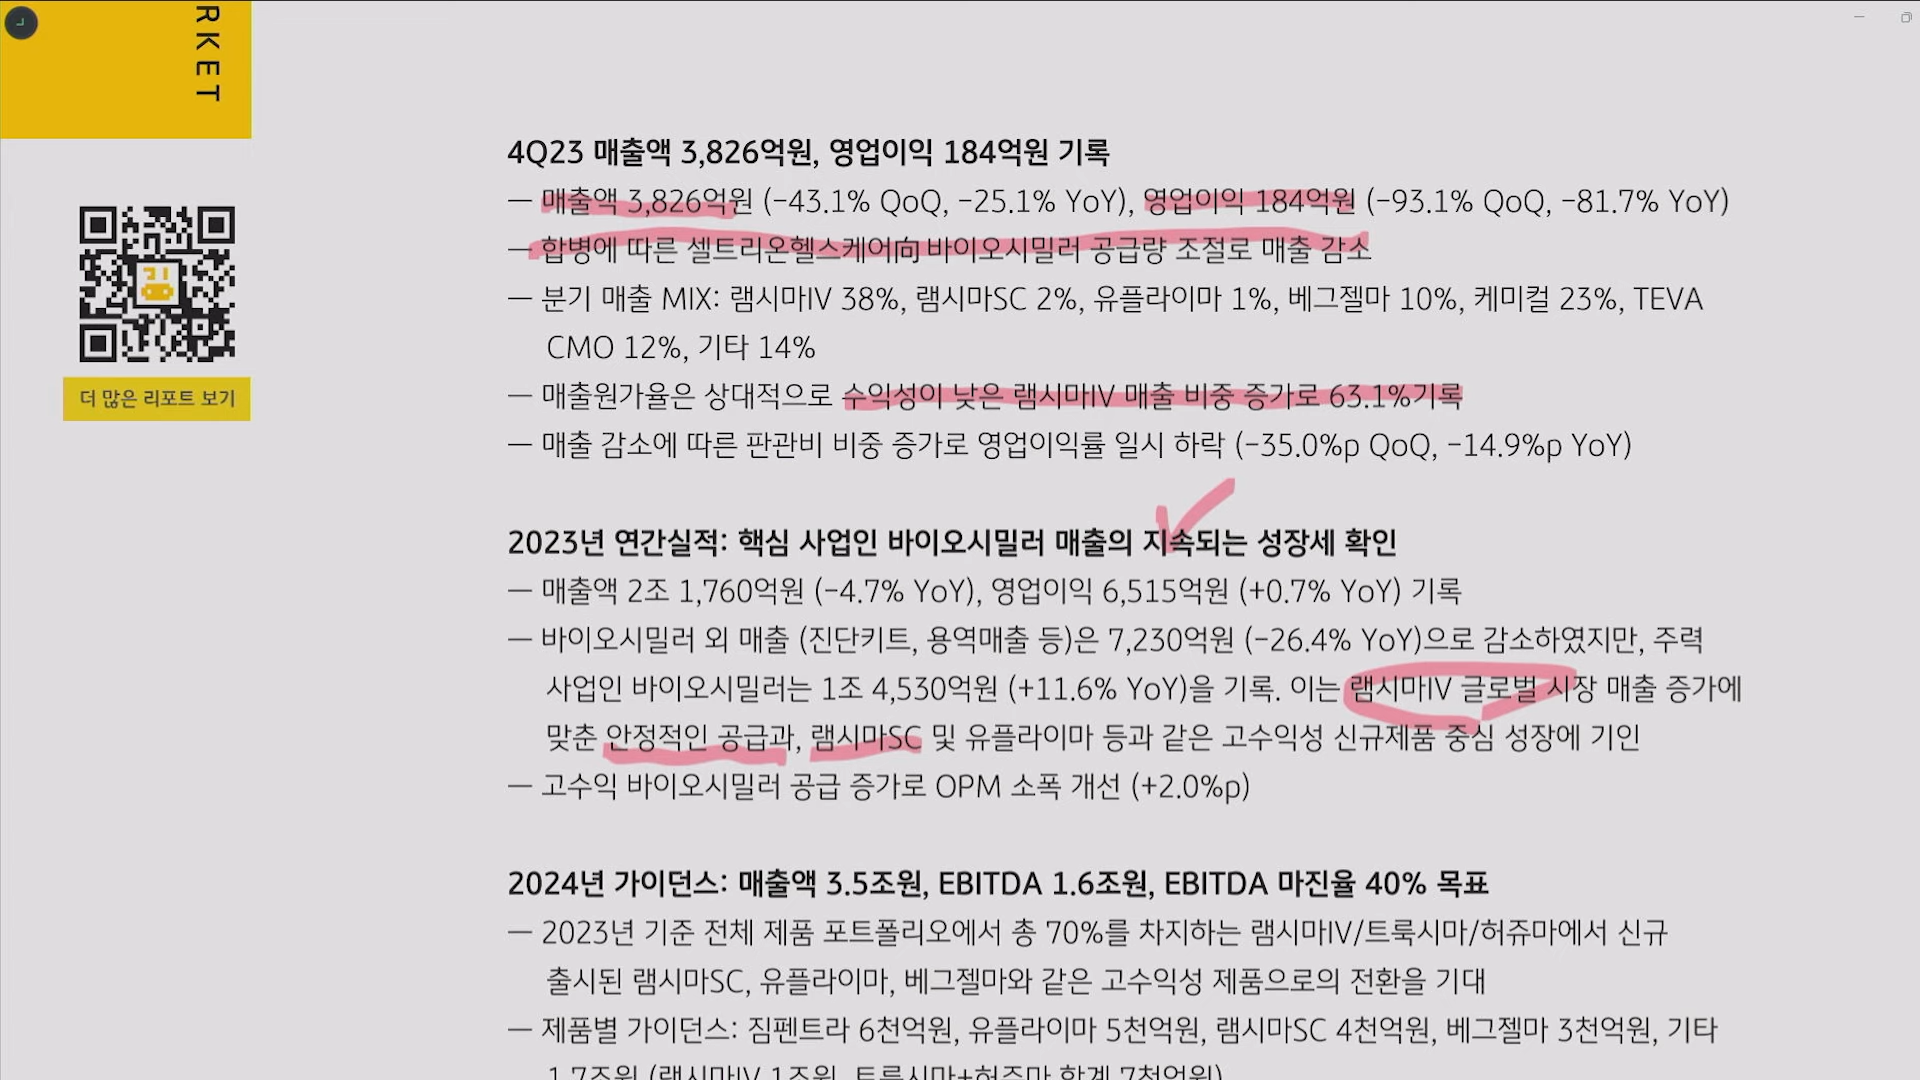 RKET
더 많은 리포트 보기
4Q23 매출액 3,826억원, 영업이익 184억원 기록
— 매출액 3,826억원 (-43.1% QoQ, -25.1% YoY), 영업이익 184억원 (-93.1% QoQ, -81.7% YoY)
— 합병에 따른 셀트리온헬스케어向 바이오시밀러 공급량 조절로 매출 감소
— 분기 매출 MIX: 램시마IV 38%, 램시마SC 2%, 유플라이마 1%, 베그젤마 10%, 케미컬 23%, TEVA
CMO 12%, 기타 14%
— 매출원가율은 상대적으로 수익성이 낮은 램시마IV 매출 비중 증가로 63.1%기록
— 매출 감소에 따른 판관비 비중 증가로 영업이익률 일시 하락 (-35.0%p QoQ, -14.9%p YoY)
2023년 연간실적: 핵심 사업인 바이오시밀러 매출의 지속되는 성장세 확인
— 매출액 2조 1,760억원 (-4.7% YoY), 영업이익 6,515억원 (+0.7% YoY) 기록
— 바이오시밀러 외 매출 (진단키트, 용역매출 등)은 7,230억원 (-26.4% YoY)으로 감소하였지만, 주력
사업인 바이오시밀러는 1조 4,530억원 (+11.6% YoY)을 기록. 이는 램시마IV 글로벌 시장 매출 증가에
맞춘 안정적인 공급과, 램시마SC 및 유플라이마 등과 같은 고수익성 신규제품 중심 성장에 기인
— 고수익 바이오시밀러 공급 증가로 OPM 소폭 개선 (+2.0%p)
2024년 가이던스: 매출액 3.5조원, EBITDA 1.6조원, EBITDA 마진율 40% 목표
— 2023년 기준 전체 제품 포트폴리오에서 총 70%를 차지하는 램시마IV/트룩시마/허쥬마에서 신규
출시된 램시마SC, 유플라이마, 베그젤마와 같은 고수익성 제품으로의 전환을 기대
— 제품별 가이던스: 짐펜트라 6천억원, 유플라이마 5천억원, 램시마SC 4천억원, 베그젤마 3천억원, 기타
1.7조원 (램시마IV 1조원, 트룩시마+허쥬마 합계 7천억원)